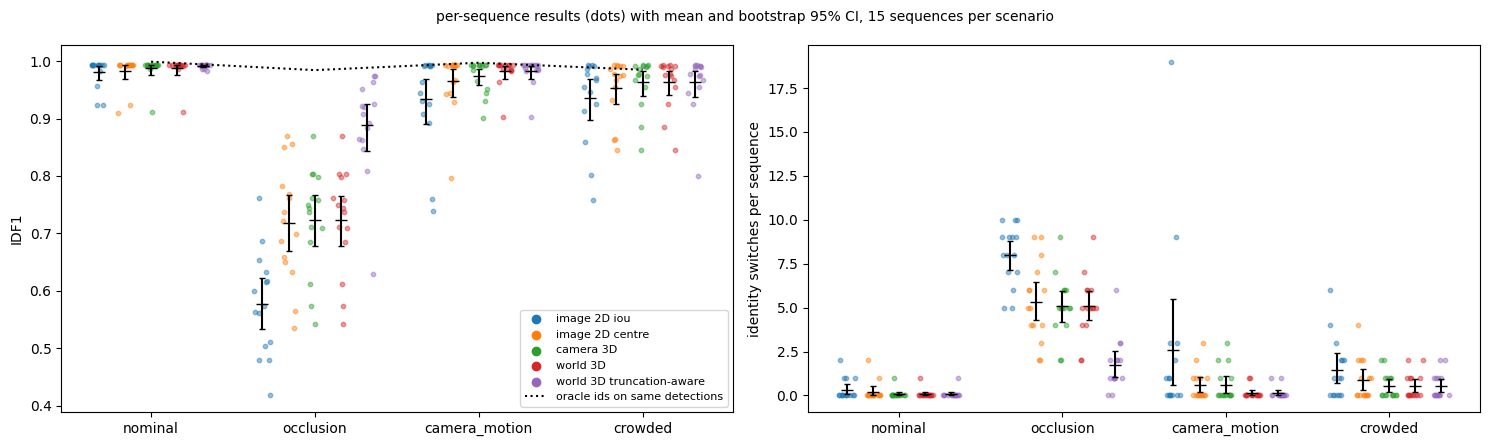 per-sequence results (dots) with mean and bootstrap 95% CI, 15 sequences per scenario
IDF1
1.0
0.9
0.8
0.7
0.6
0.5
0.4
nominal
occlusion
camera_motion
crowded
image 2D iou
image 2D centre
camera 3D
world 3D
world 3D truncation-aware
oracle ids on same detections
identity switches per sequence
17.5
15.0
12.5
10.0
7.5
5.0
2.5
0.0
nominal
occlusion
camera_motion
crowded